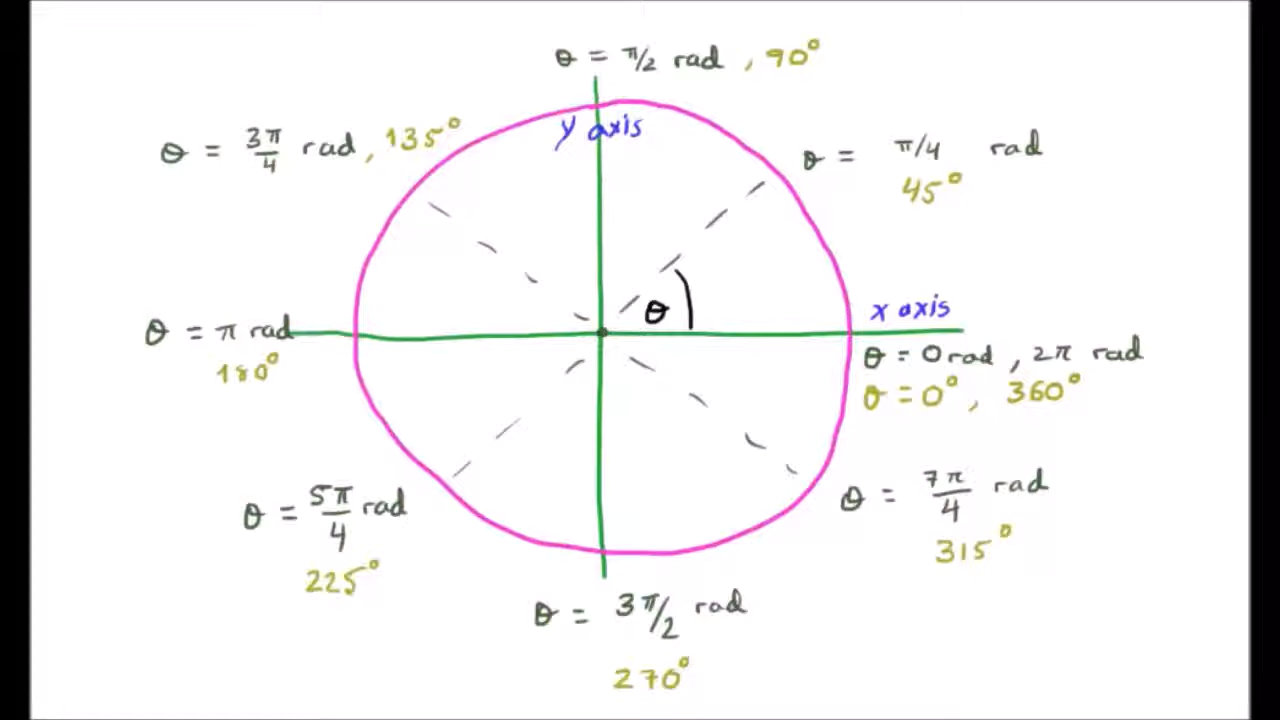 θ = π/2 rad , 90°
y axis
θ = 3π/4 rad, 135°
θ = π/4 rad
45°
θ
x axis
θ = π rad
180°
θ = 0 rad , 2π rad
θ = 0° , 360°
θ = 5π/4 rad
225°
θ = 7π/4 rad
315°
θ = 3π/2 rad
270°